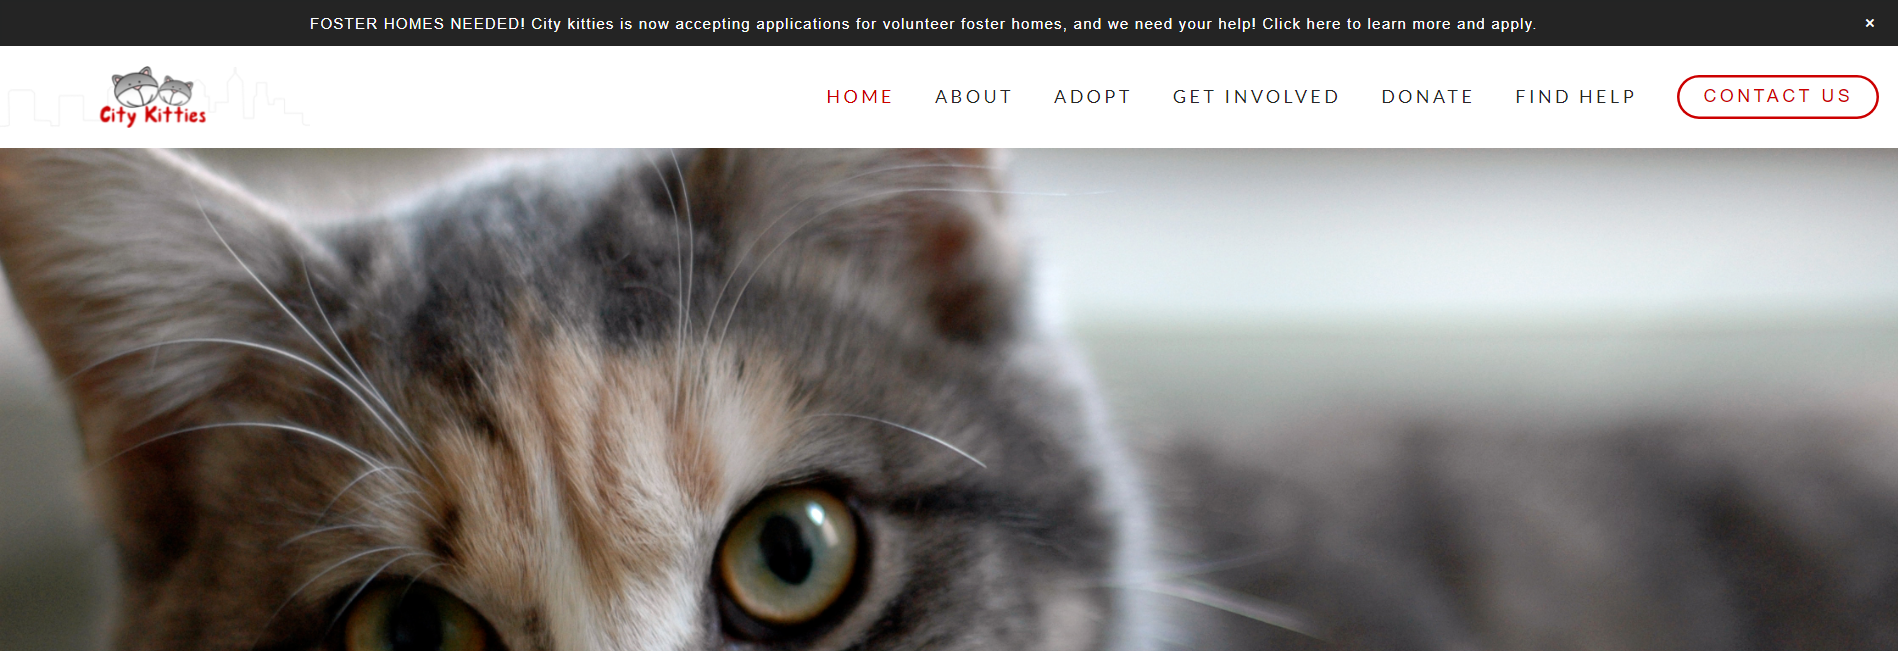 FOSTER HOMES NEEDED! City kitties is now accepting applications for volunteer foster homes, and we need your help! Click here to learn more and apply.
×
City Kitties
HOME ABOUT ADOPT GET INVOLVED DONATE FIND HELP CONTACT US